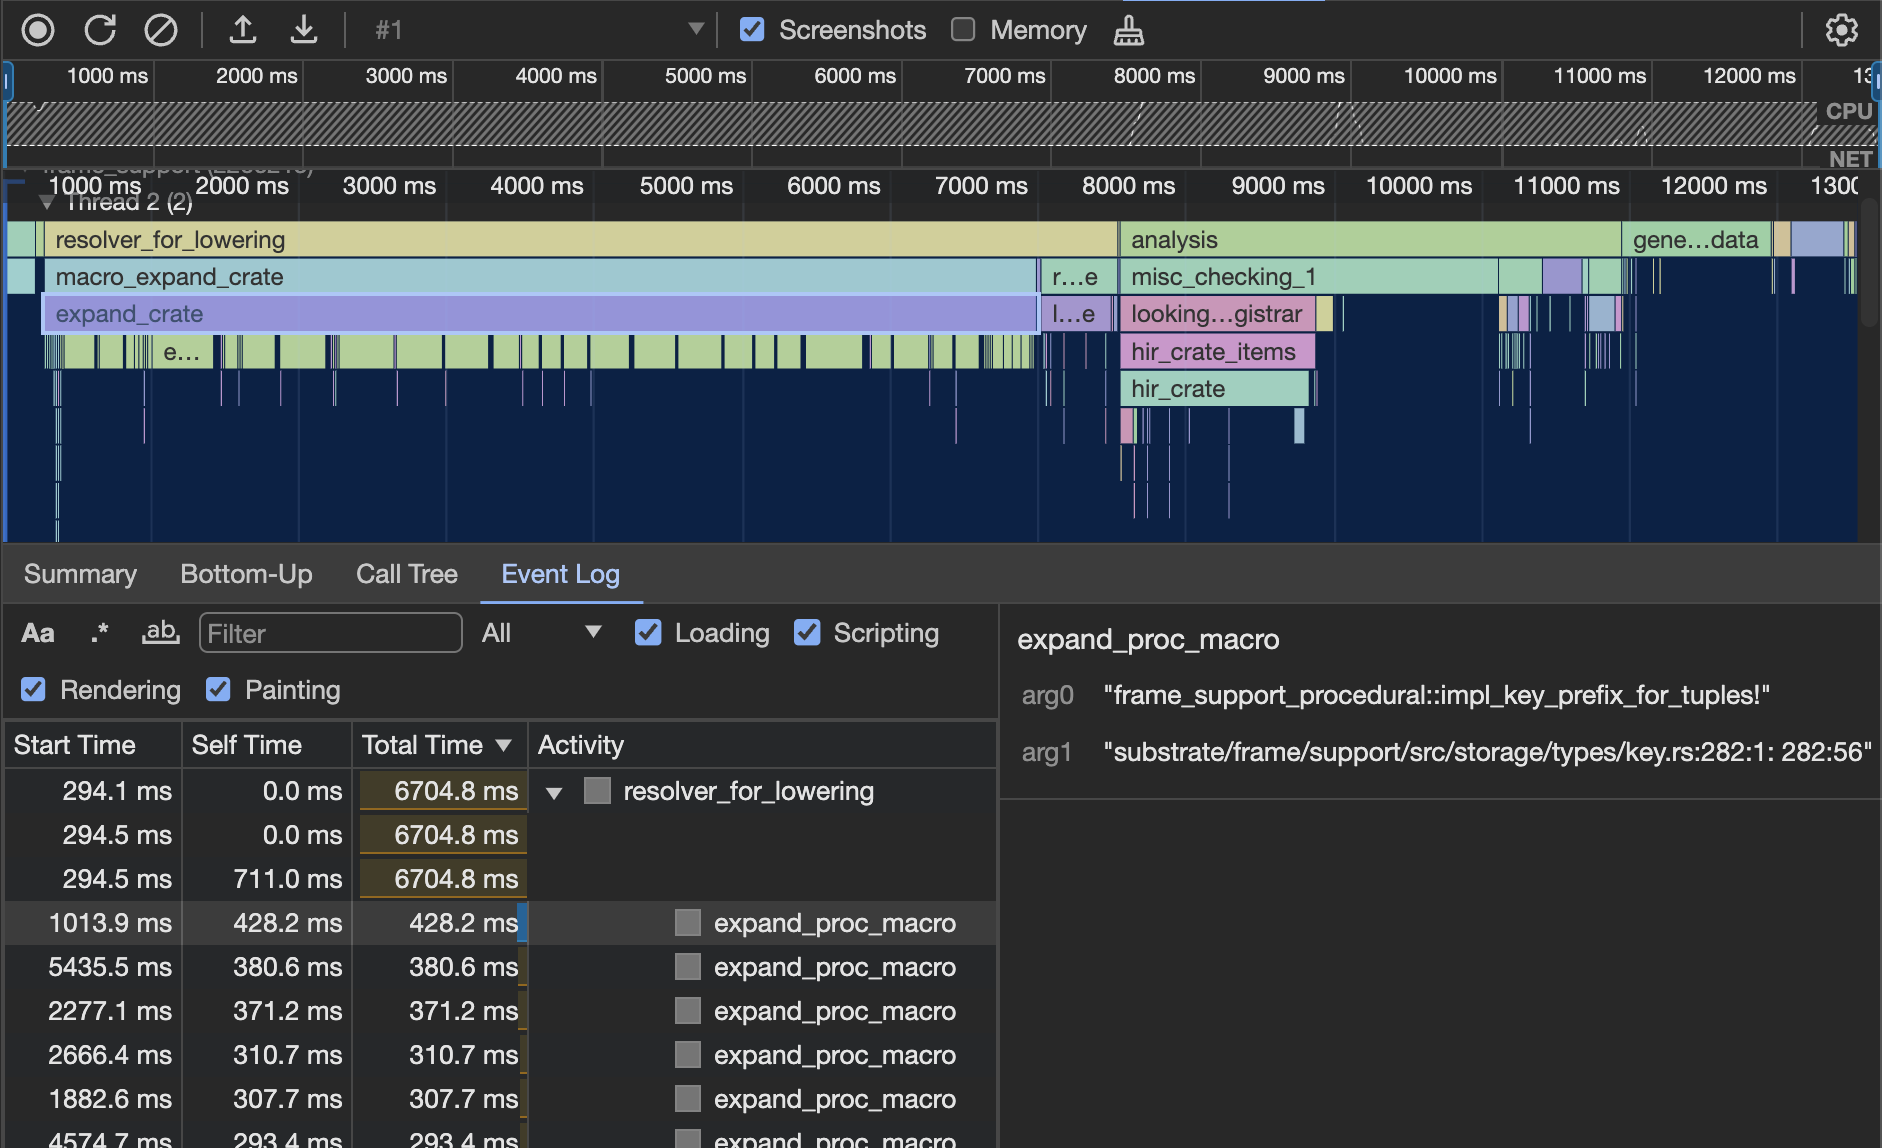 #1 Screenshots Memory
1000 ms 2000 ms 3000 ms 4000 ms 5000 ms 6000 ms 7000 ms 8000 ms 9000 ms 10000 ms 11000 ms 12000 ms 13
CPU
NET
1000 ms 2000 ms 3000 ms 4000 ms 5000 ms 6000 ms 7000 ms 8000 ms 9000 ms 10000 ms 11000 ms 12000 ms 1300
Thread 2 (2)
resolver_for_lowering analysis gene…data
macro_expand_crate r…e misc_checking_1
expand_crate l…e looking…gistrar
e… hir_crate_items
hir_crate
Summary Bottom-Up Call Tree Event Log
Aa .* ab Filter All Loading Scripting
Rendering Painting
Start Time Self Time Total Time Activity
294.1 ms 0.0 ms 6704.8 ms resolver_for_lowering
294.5 ms 0.0 ms 6704.8 ms
294.5 ms 711.0 ms 6704.8 ms
1013.9 ms 428.2 ms 428.2 ms expand_proc_macro
5435.5 ms 380.6 ms 380.6 ms expand_proc_macro
2277.1 ms 371.2 ms 371.2 ms expand_proc_macro
2666.4 ms 310.7 ms 310.7 ms expand_proc_macro
1882.6 ms 307.7 ms 307.7 ms expand_proc_macro
4574.7 ms 293.4 ms 293.4 ms expand_proc_macro
expand_proc_macro
arg0 "frame_support_procedural::impl_key_prefix_for_tuples!"
arg1 "substrate/frame/support/src/storage/types/key.rs:282:1: 282:56"